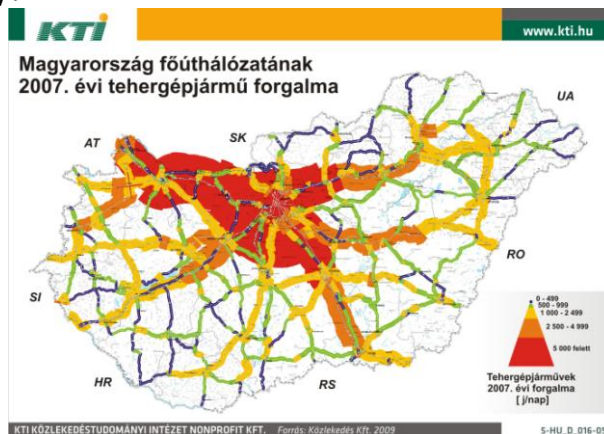 KTI
www.kti.hu
Magyarország főúthálózatának
2007. évi tehergépjármű forgalma
UA
SK
AT
RO
SI
HR
RS
0 - 499
500 - 999
1 000 - 2 499
2 500 - 4 999
5 000 felett
Tehergépjárművek
2007. évi forgalma
[ j/nap]
KTI KÖZLEKEDÉSTUDOMÁNYI INTÉZET NONPROFIT KFT. Forrás: Közlekedés Kft. 2009
5-HU_D_016-05